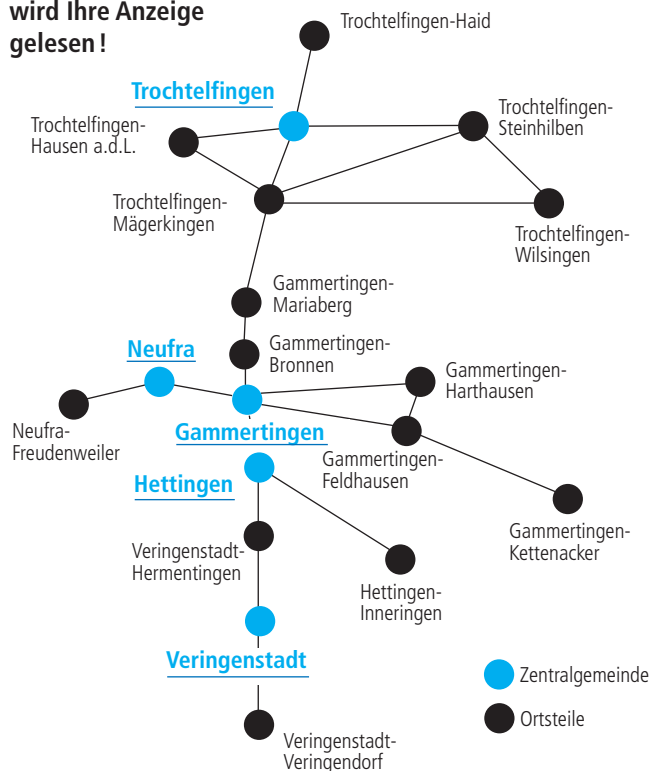 wird Ihre Anzeige
gelesen !
Trochtelfingen-Haid
Trochtelfingen
Trochtelfingen-
Hausen a.d.L.
Trochtelfingen-
Steinhilben
Trochtelfingen-
Mägerkingen
Trochtelfingen-
Wilsingen
Gammertingen-
Mariaberg
Neufra
Gammertingen-
Bronnen
Gammertingen-
Harthausen
Neufra-
Freudenweiler
Gammertingen
Gammertingen-
Feldhausen
Hettingen
Gammertingen-
Kettenacker
Veringenstadt-
Hermentingen
Hettingen-
Inneringen
Veringenstadt
Zentralgemeinde
Ortsteile
Veringenstadt-
Veringendorf